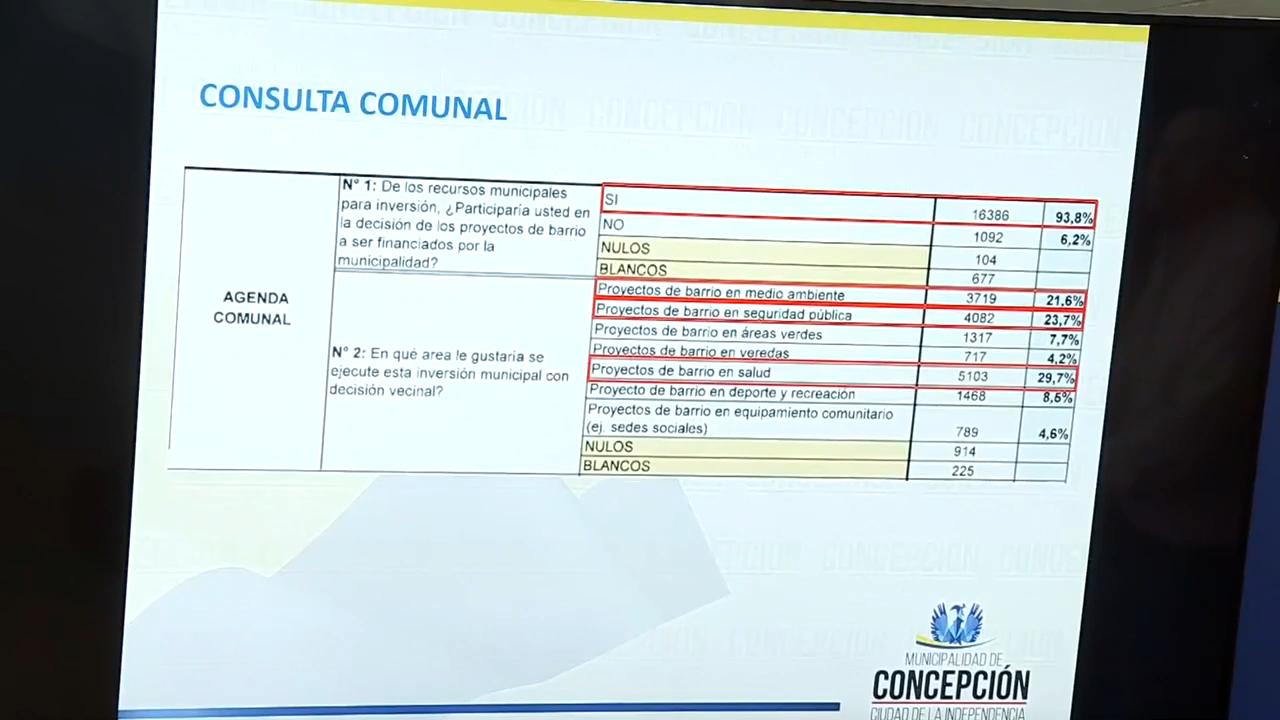 CONSULTA COMUNAL
AGENDA
COMUNAL
N° 1: De los recursos municipales
para inversión, ¿Participaría usted en
la decisión de los proyectos de barrio
a ser financiados por la
municipalidad?
SI 16386 93,8%
NO 1092 6,2%
NULOS 104
BLANCOS 677
N° 2: En qué area le gustaria se
ejecute esta inversión municipal con
decisión vecinal?
Proyectos de barrio en medio ambiente 3719 21,6%
Proyectos de barrio en seguridad pública 4082 23,7%
Proyectos de barrio en áreas verdes 1317 7,7%
Proyectos de barrio en veredas 717 4,2%
Proyectos de barrio en salud 5103 29,7%
Proyecto de barrio en deporte y recreación 1468 8,5%
Proyectos de barrio en equipamiento comunitario
(ej. sedes sociales) 789 4,6%
NULOS 914
BLANCOS 225
MUNICIPALIDAD DE
CONCEPCIÓN
CIUDAD DE LA INDEPENDENCIA